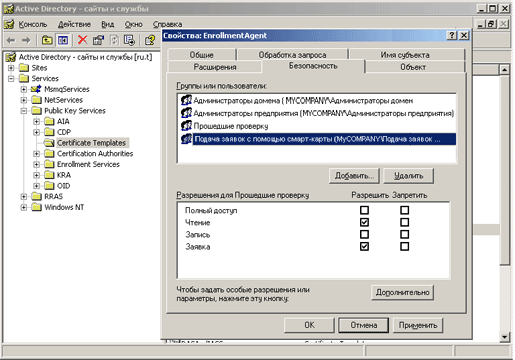 Active Directory - сайты и службы
Консоль Действие Вид Окно Справка
Active Directory - сайты и службы [ru.t]
Sites
Services
MsmqServices
NetServices
Public Key Services
AIA
CDP
Certificate Templates
Certification Authorities
Enrollment Services
KRA
OID
RRAS
Windows NT
Свойства: EnrollmentAgent
Общие Обработка запроса Имя субъекта
Расширения Безопасность Объект
Группы или пользователи:
Администраторы домена ( MYCOMPANY\Администраторы домен
Администраторы предприятия (MYCOMPANY\Администраторы предприятия)
Прошедшие проверку
Подача заявок с помощью смарт-карты (MyCOMPANY\Подача заявок ...
Добавить... Удалить
Разрешения для Прошедшие проверку Разрешить Запретить
Полный доступ
Чтение
Запись
Заявка
Чтобы задать особые разрешения или
параметры, нажмите эту кнопку:
Дополнительно
OK Отмена Применить